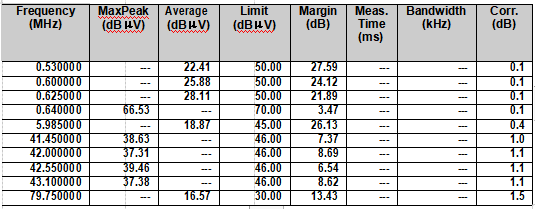 Frequency (MHz) MaxPeak (dBµV) Average (dBµV) Limit (dBµV) Margin (dB) Meas. Time (ms) Bandwidth (kHz) Corr. (dB)
0.530000 --- 22.41 50.00 27.59 --- --- 0.1
0.600000 --- 25.88 50.00 24.12 --- --- 0.1
0.625000 --- 28.11 50.00 21.89 --- --- 0.1
0.640000 66.53 --- 70.00 3.47 --- --- 0.1
5.985000 --- 18.87 45.00 26.13 --- --- 0.4
41.450000 38.63 --- 46.00 7.37 --- --- 1.0
42.000000 37.31 --- 46.00 8.69 --- --- 1.1
42.550000 39.46 --- 46.00 6.54 --- --- 1.1
43.100000 37.38 --- 46.00 8.62 --- --- 1.1
79.750000 --- 16.57 30.00 13.43 --- --- 1.5